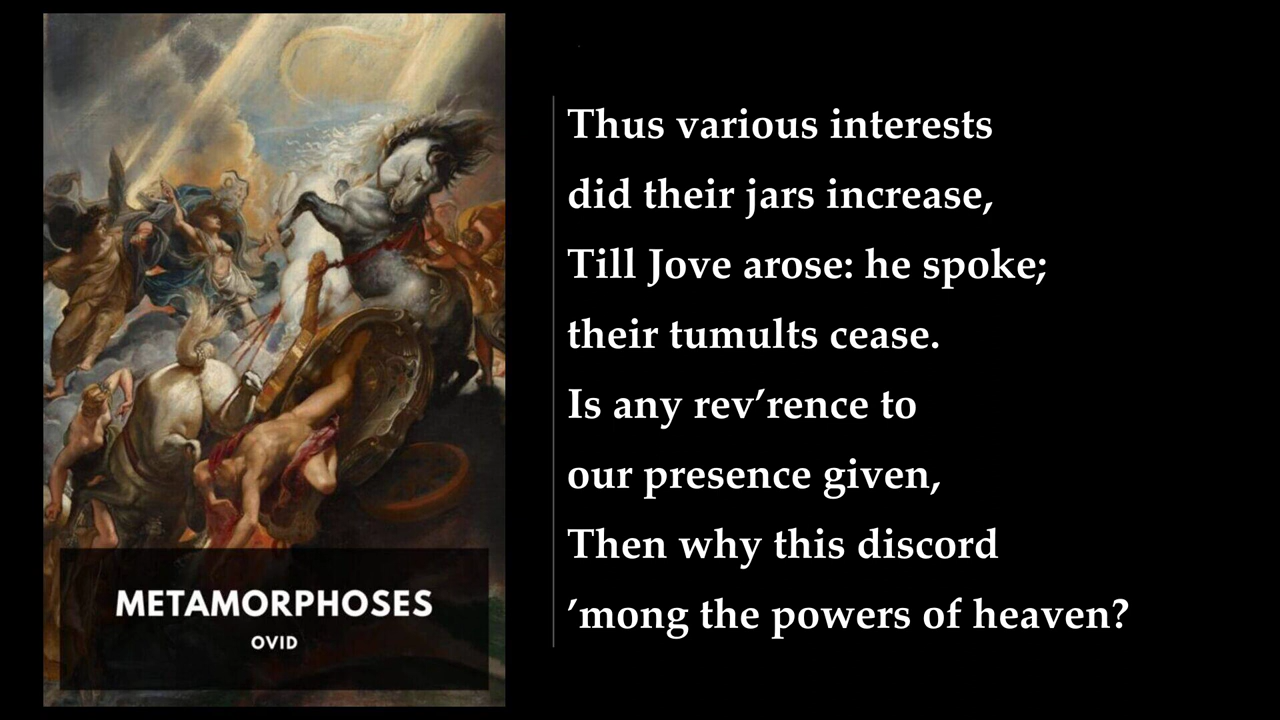 METAMORPHOSES
OVID
Thus various interests
did their jars increase,
Till Jove arose: he spoke;
their tumults cease.
Is any rev’rence to
our presence given,
Then why this discord
’mong the powers of heaven?